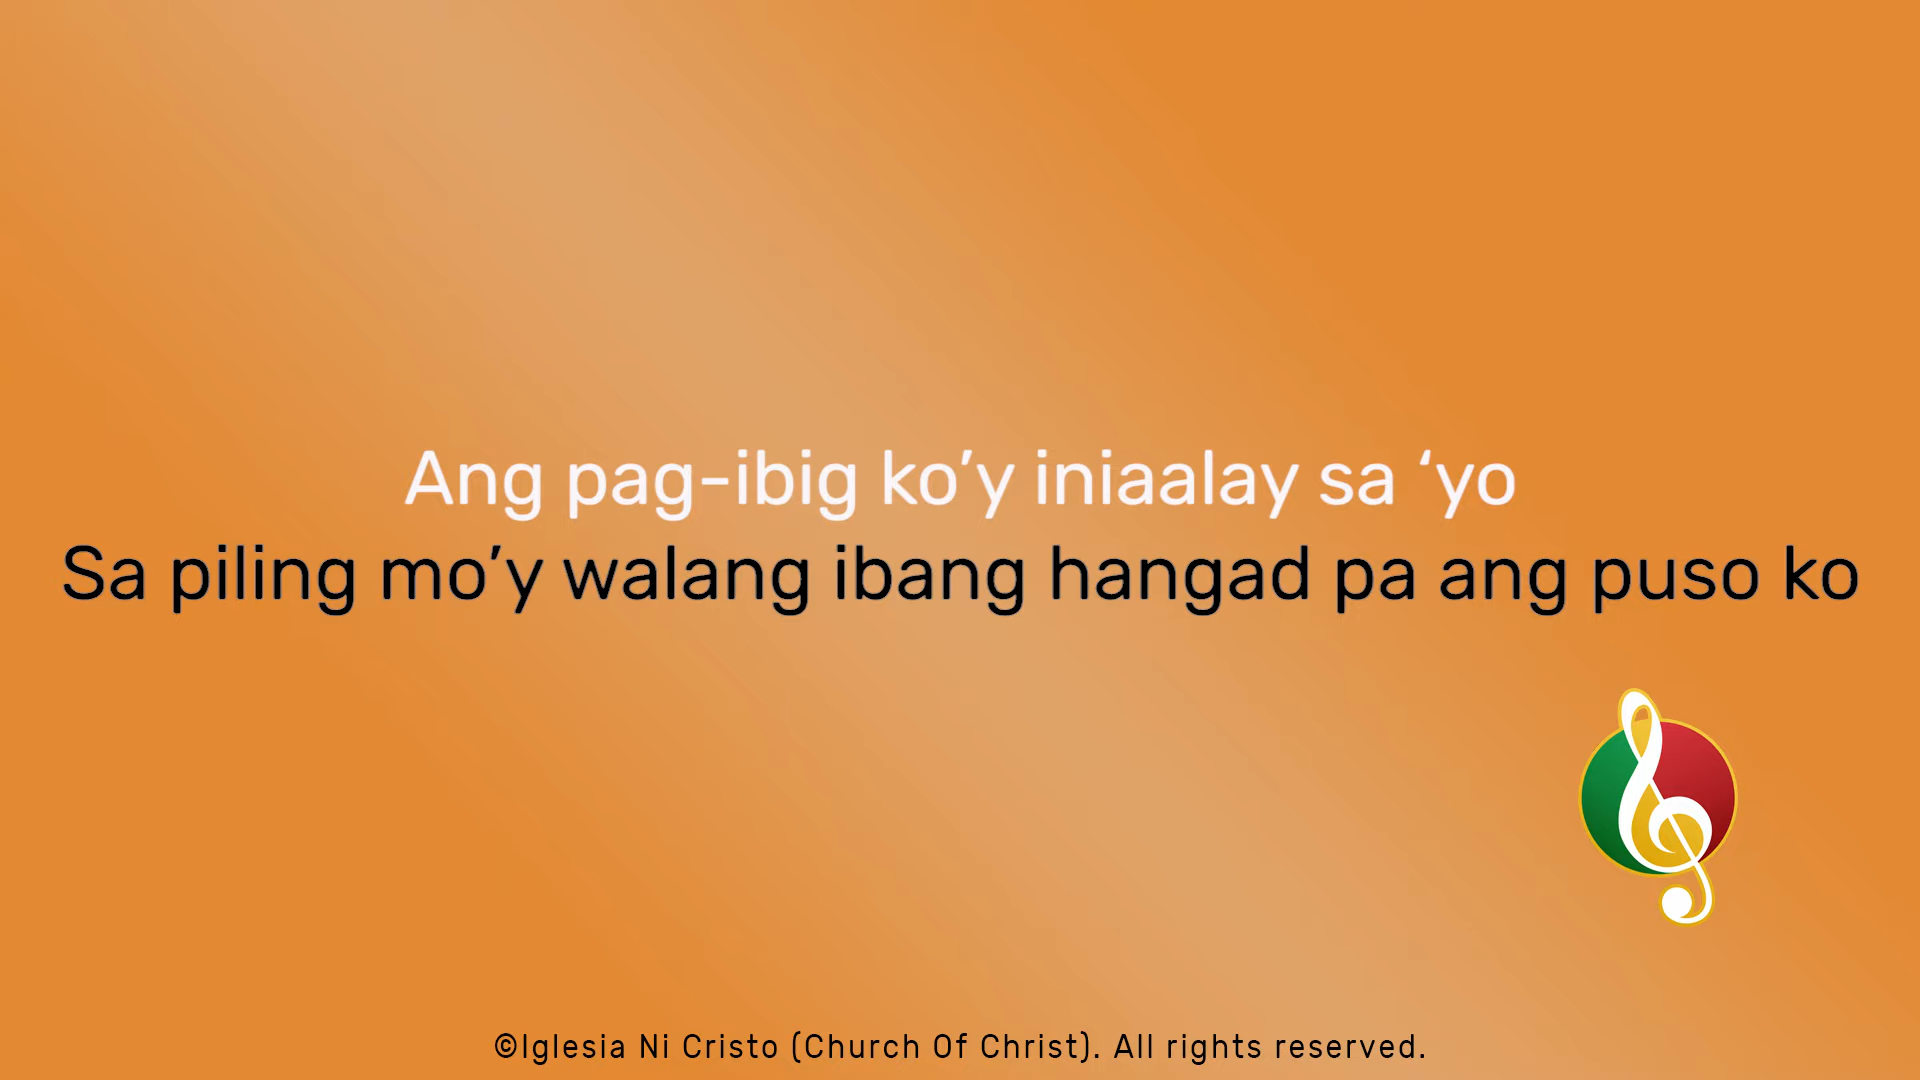 Ang pag-ibig ko’y iniaalay sa ‘yo
Sa piling mo’y walang ibang hangad pa ang puso ko
©Iglesia Ni Cristo (Church Of Christ). All rights reserved.